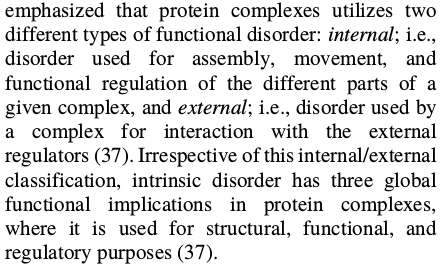 emphasized that protein complexes utilizes two
different types of functional disorder: internal; i.e.,
disorder used for assembly, movement, and
functional regulation of the different parts of a
given complex, and external; i.e., disorder used by
a complex for interaction with the external
regulators (37). Irrespective of this internal/external
classification, intrinsic disorder has three global
functional implications in protein complexes,
where it is used for structural, functional, and
regulatory purposes (37).